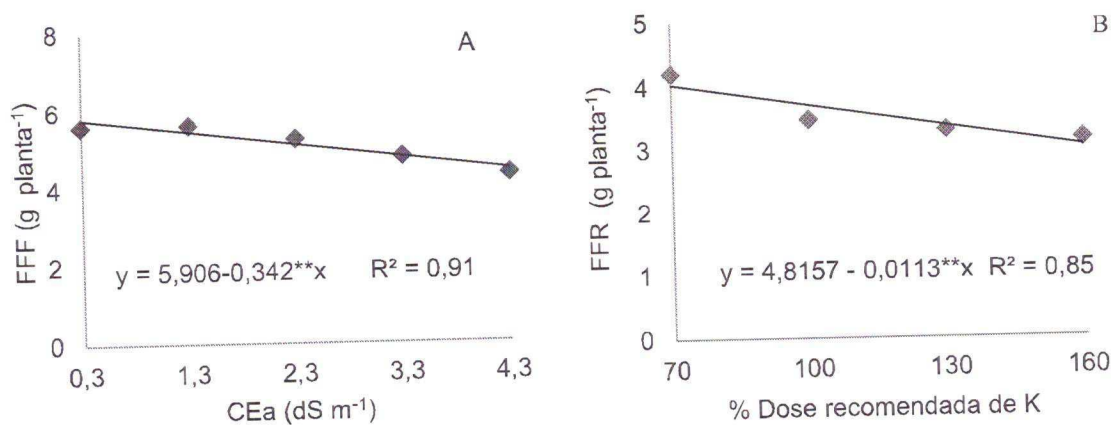 A
8
6
4
2
0
FFF (g planta⁻¹)
y = 5,906-0,342**x R² = 0,91
0,3 1,3 2,3 3,3 4,3
CEa (dS m⁻¹)
B
5
4
3
2
1
0
FFR (g planta⁻¹)
y = 4,8157 - 0,0113**x R² = 0,85
70 100 130 160
% Dose recomendada de K